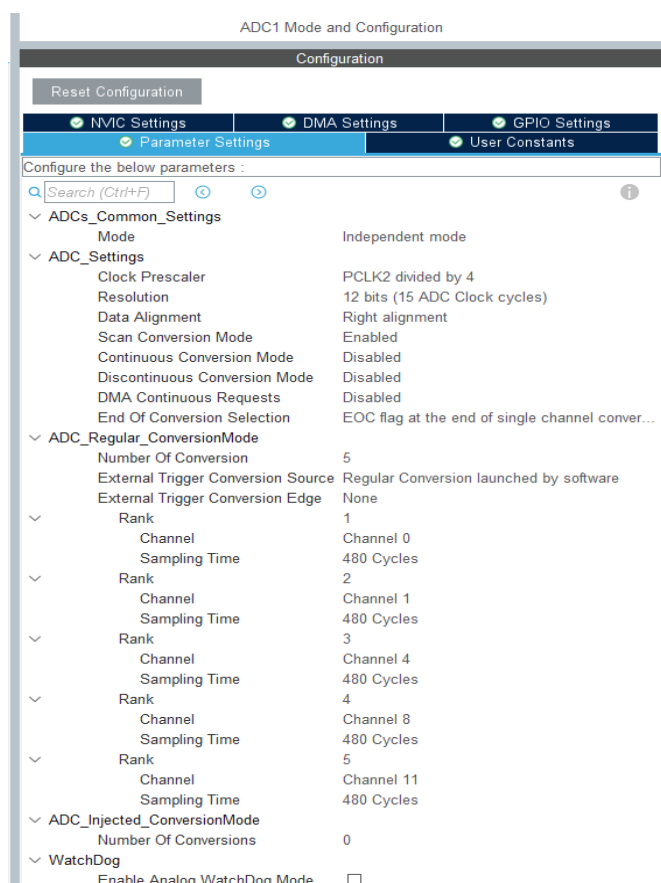 ADC1 Mode and Configuration
Configuration
Reset Configuration
NVIC Settings DMA Settings GPIO Settings
Parameter Settings User Constants
Configure the below parameters :
Search (Ctrl+F)
ADCs_Common_Settings
Mode Independent mode
ADC_Settings
Clock Prescaler PCLK2 divided by 4
Resolution 12 bits (15 ADC Clock cycles)
Data Alignment Right alignment
Scan Conversion Mode Enabled
Continuous Conversion Mode Disabled
Discontinuous Conversion Mode Disabled
DMA Continuous Requests Disabled
End Of Conversion Selection EOC flag at the end of single channel conver...
ADC_Regular_ConversionMode
Number Of Conversion 5
External Trigger Conversion Source Regular Conversion launched by software
External Trigger Conversion Edge None
Rank 1
Channel Channel 0
Sampling Time 480 Cycles
Rank 2
Channel Channel 1
Sampling Time 480 Cycles
Rank 3
Channel Channel 4
Sampling Time 480 Cycles
Rank 4
Channel Channel 8
Sampling Time 480 Cycles
Rank 5
Channel Channel 11
Sampling Time 480 Cycles
ADC_Injected_ConversionMode
Number Of Conversions 0
WatchDog
Enable Analog WatchDog Mode